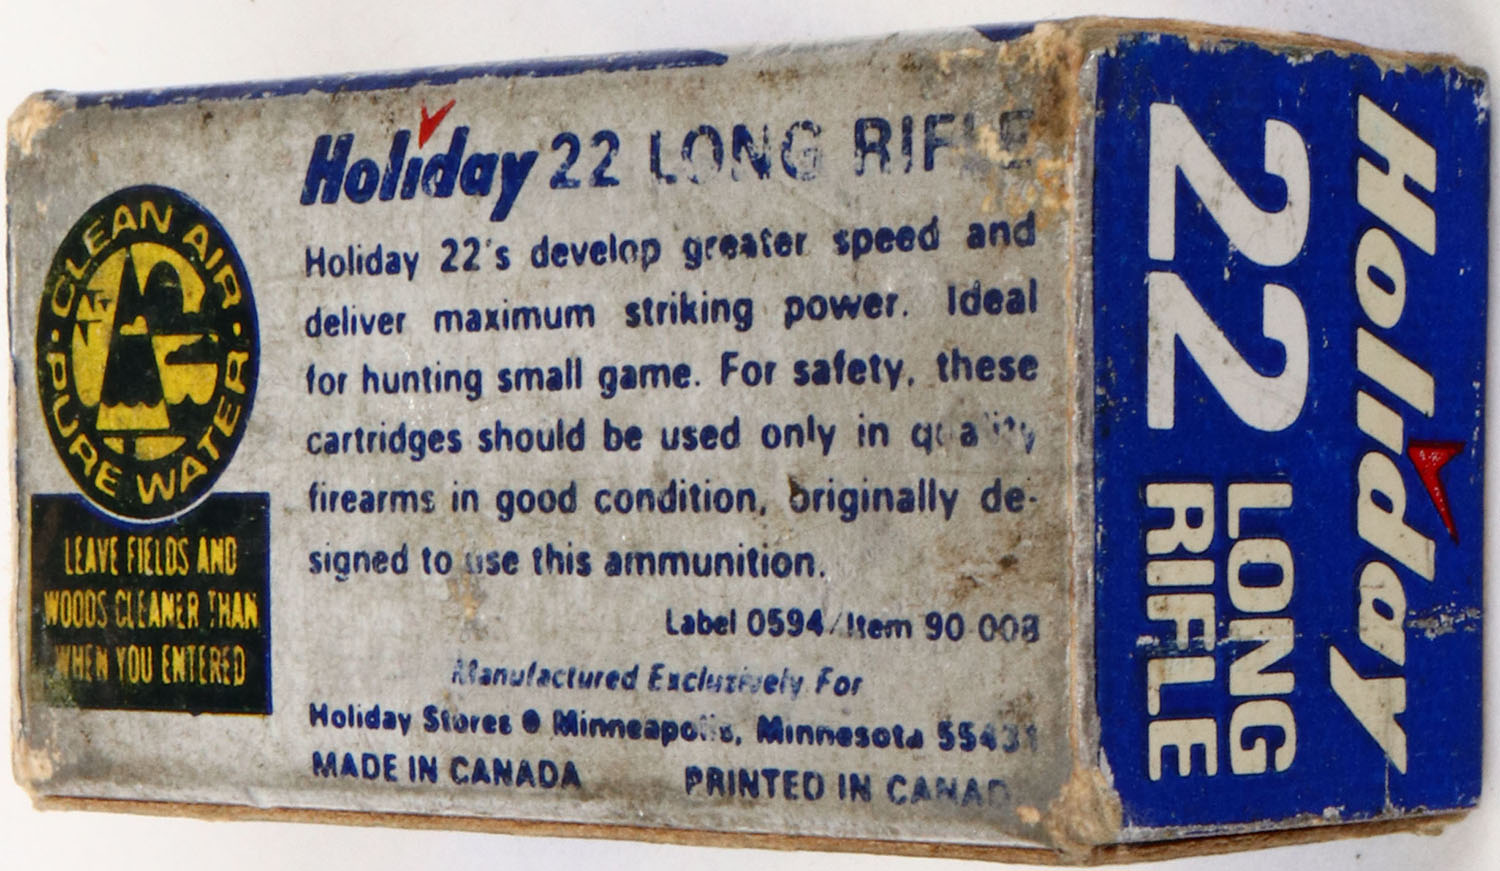 CLEAN AIR
• PURE WATER •
LEAVE FIELDS AND
WOODS CLEANER THAN
WHEN YOU ENTERED
Holiday 22 LONG RIFLE
Holiday 22's develop greater speed and
deliver maximum striking power. Ideal
for hunting small game. For safety, these
cartridges should be used only in quality
firearms in good condition, originally de-
signed to use this ammunition.
Label 0594/Item 90-008
Manufactured Exclusively For
Holiday Stores • Minneapolis, Minnesota 55431
MADE IN CANADA PRINTED IN CANAD
Holiday
22 LONG
RIFLE